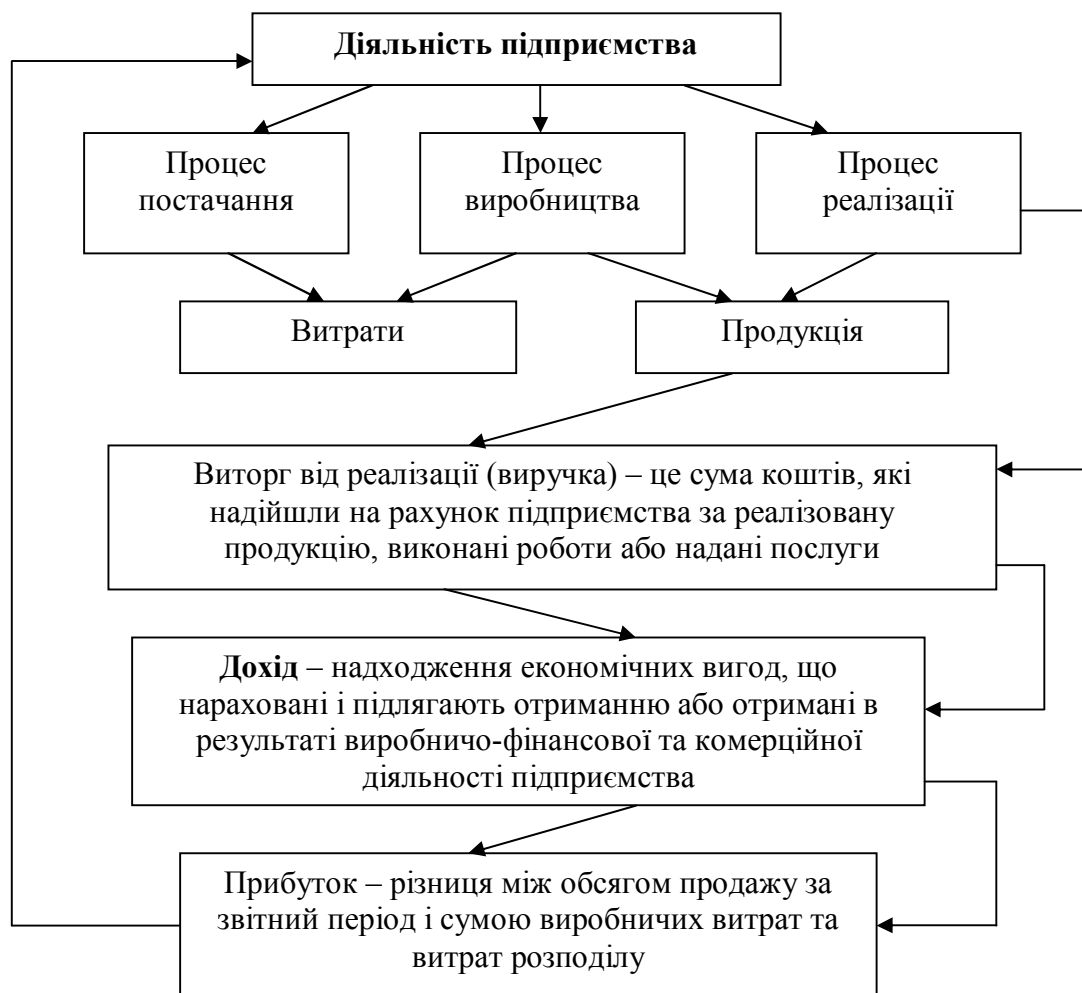 Діяльність підприємства
Процес
постачання
Процес
виробництва
Процес
реалізації
Витрати
Продукція
Виторг від реалізації (виручка) – це сума коштів, які
надійшли на рахунок підприємства за реалізовану
продукцію, виконані роботи або надані послуги
Дохід – надходження економічних вигод, що
нараховані і підлягають отриманню або отримані в
результаті виробничо-фінансової та комерційної
діяльності підприємства
Прибуток – різниця між обсягом продажу за
звітний період і сумою виробничих витрат та
витрат розподілу